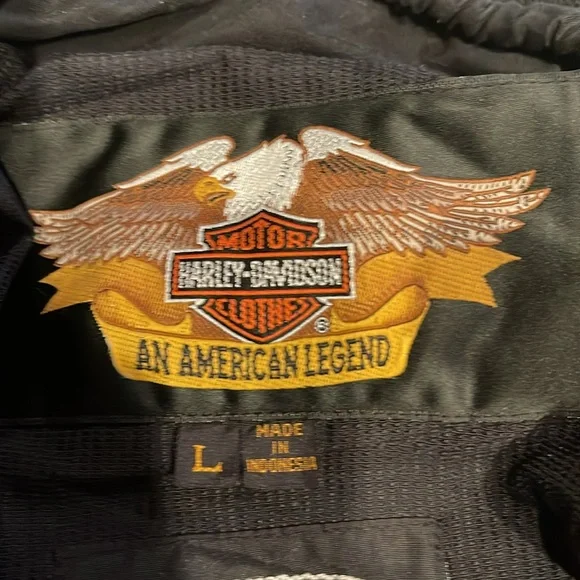 MOTOR
HARLEY-DAVIDSON
CLOTHES
®
AN AMERICAN LEGEND
L
MADE
IN
INDONESIA